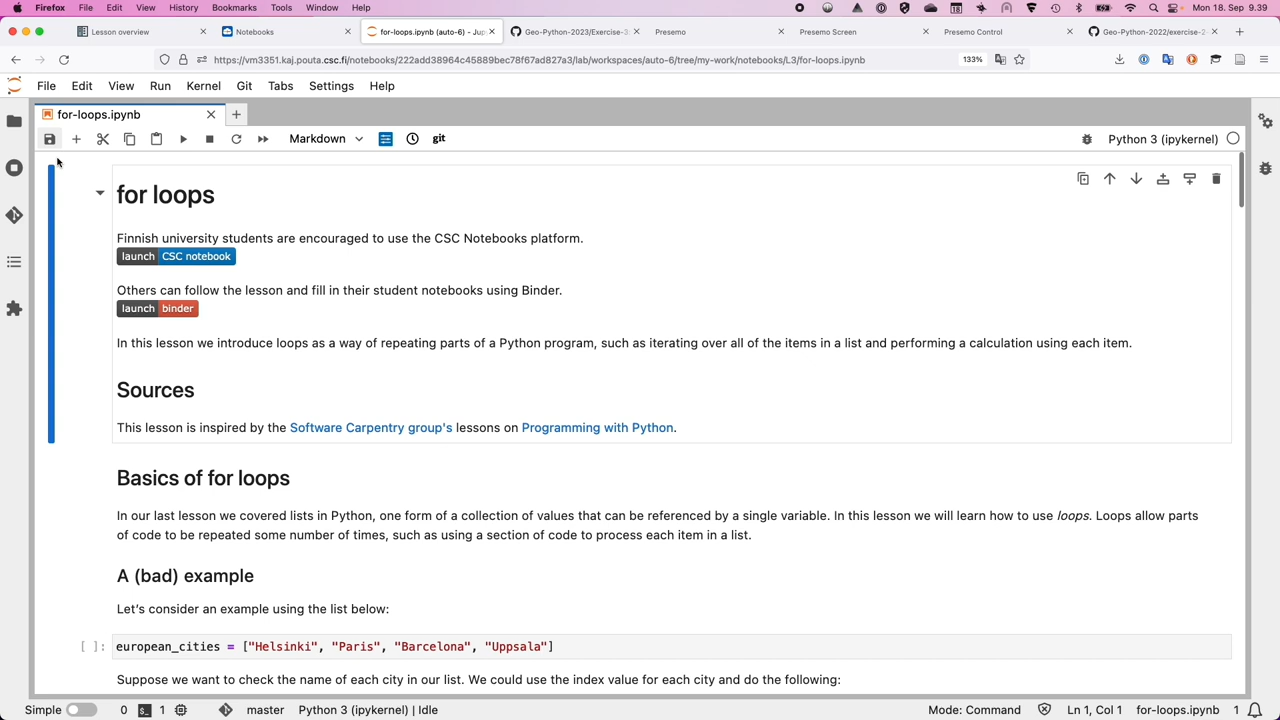 Firefox File Edit View History Bookmarks Tools Window Help Mon 18. Sep 9.39
Lesson overview Notebooks for-loops.ipynb (auto-6) - Jup Geo-Python-2023/Exercise-3 Presemo Presemo Screen Presemo Control Geo-Python-2022/exercise-2
https://vm3351.kaj.pouta.csc.fi/notebooks/222add38964c45889bec78f67ad827b3/lab/workspaces/auto-6/tree/my-work/notebooks/L3/for-loops.ipynb 133%
File Edit View Run Kernel Git Tabs Settings Help
for-loops.ipynb
Markdown git Python 3 (ipykernel)
for loops
Finnish university students are encouraged to use the CSC Notebooks platform.
launch CSC notebook
Others can follow the lesson and fill in their student notebooks using Binder.
launch binder
In this lesson we introduce loops as a way of repeating parts of a Python program, such as iterating over all of the items in a list and performing a calculation using each item.
Sources
This lesson is inspired by the Software Carpentry group's lessons on Programming with Python.
Basics of for loops
In our last lesson we covered lists in Python, one form of a collection of values that can be referenced by a single variable. In this lesson we will learn how to use loops. Loops allow parts
of code to be repeated some number of times, such as using a section of code to process each item in a list.
A (bad) example
Let's consider an example using the list below:
[ ]: european_cities = ["Helsinki", "Paris", "Barcelona", "Uppsala"]
Suppose we want to check the name of each city in our list. We could use the index value for each city and do the following:
Simple 0 1 master Python 3 (ipykernel) | Idle Mode: Command Ln 1, Col 1 for-loops.ipynb 1